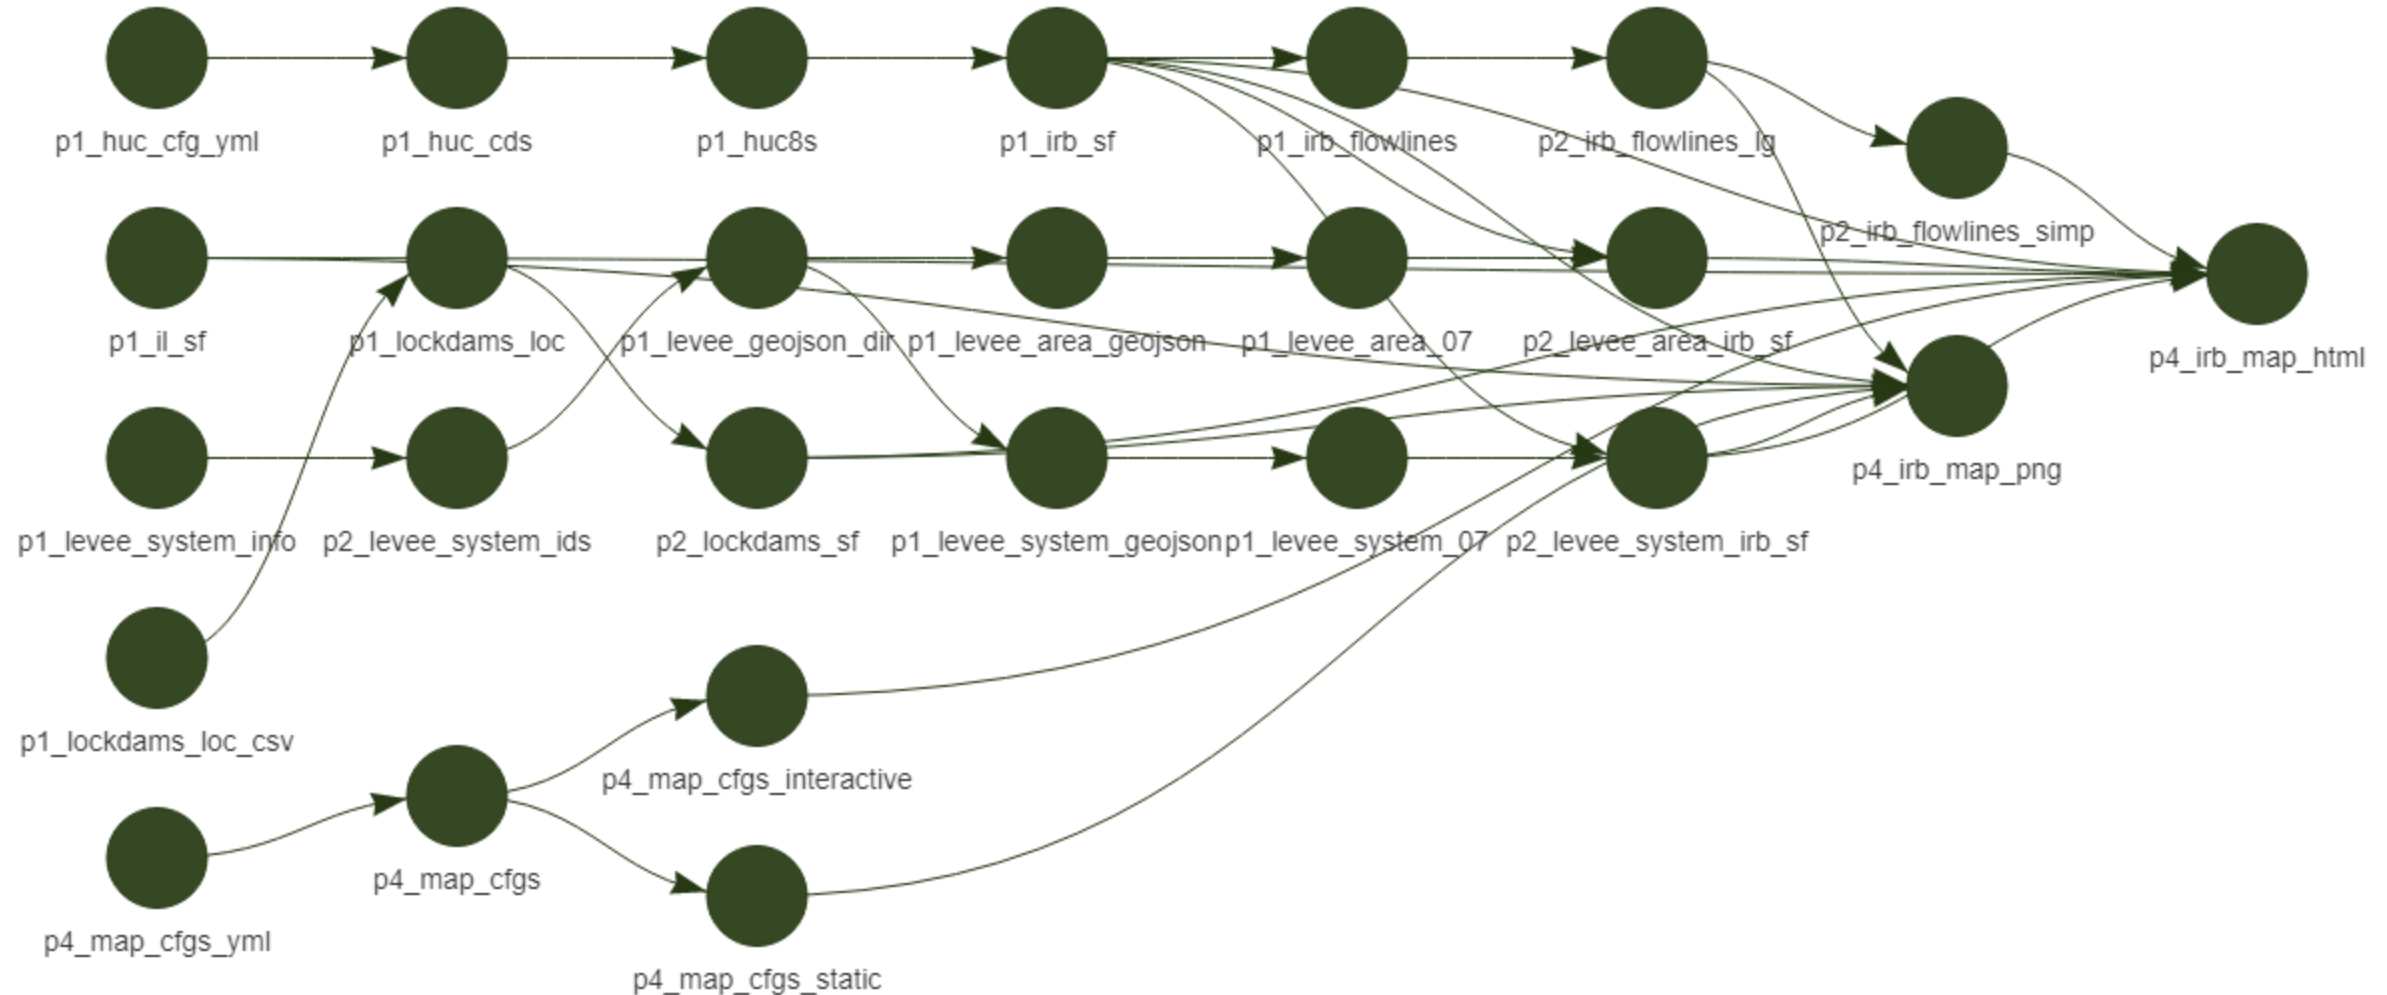 p1_huc_cfg_yml
p1_huc_cds
p1_huc8s
p1_irb_sf
p1_irb_flowlines
p2_irb_flowlines_lg
p2_irb_flowlines_simp
p1_il_sf
p1_lockdams_loc
p1_levee_geojson_dir
p1_levee_area_geojson
p1_levee_area_07
p2_levee_area_irb_sf
p4_irb_map_html
p4_irb_map_png
p1_levee_system_info
p2_levee_system_ids
p2_lockdams_sf
p1_levee_system_geojson
p1_levee_system_07
p2_levee_system_irb_sf
p1_lockdams_loc_csv
p4_map_cfgs_interactive
p4_map_cfgs
p4_map_cfgs_yml
p4_map_cfgs_static